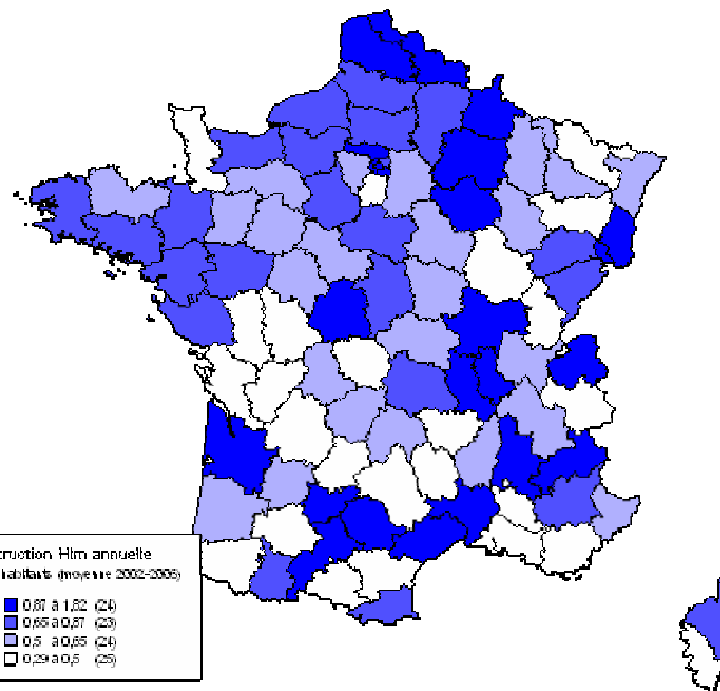 truction Hlm annuelle
habitants (moyenne 2002-2006)
0,87 à 1,82 (24)
0,65 à 0,87 (23)
0,5 à 0,65 (24)
0,29 à 0,5 (25)